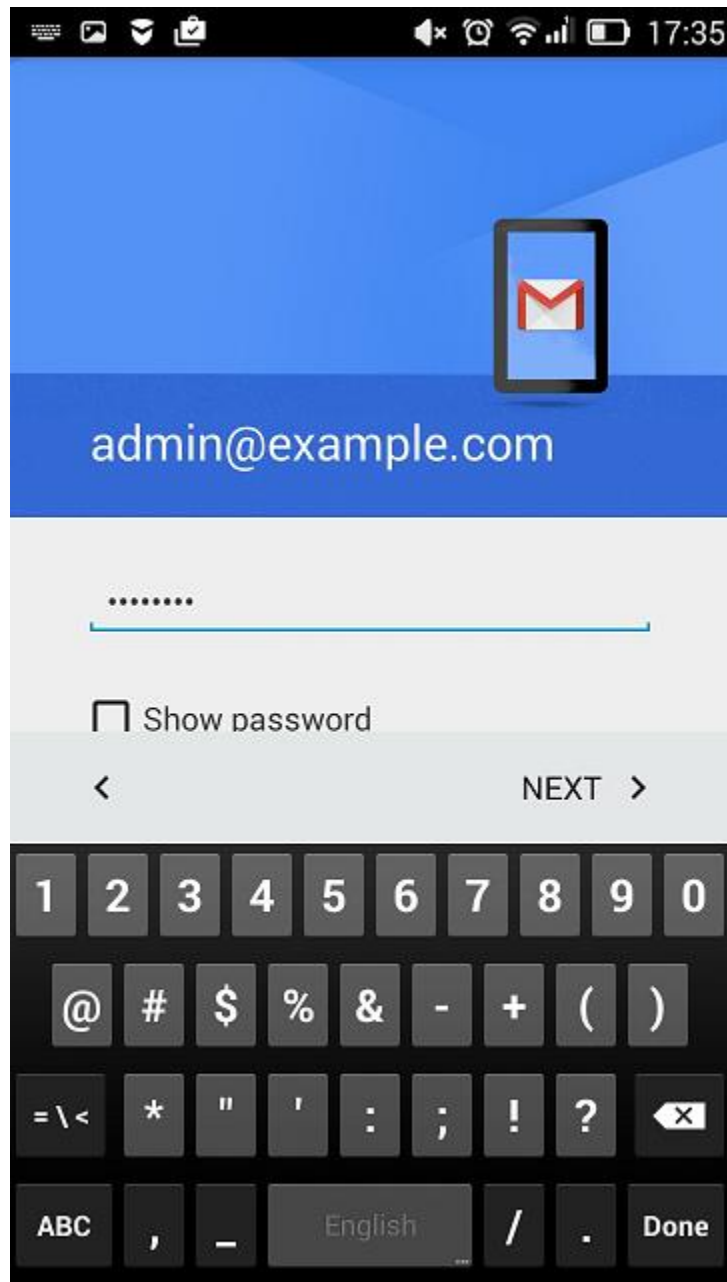 17:35
admin@example.com
••••••••
Show password
NEXT
1 2 3 4 5 6 7 8 9 0
@ # $ % & - + ( )
= \ < * " ' : ; ! ?
ABC , _ English / . Done